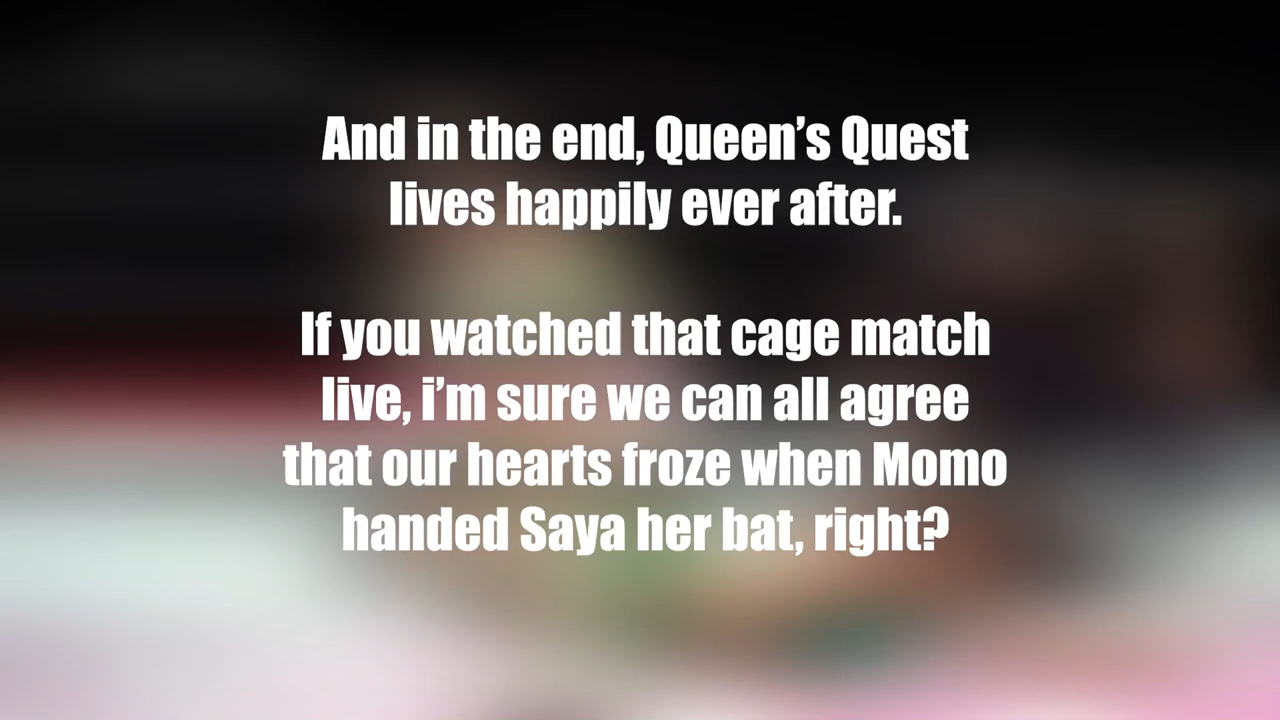 And in the end, Queen’s Quest
lives happily ever after.
If you watched that cage match
live, i’m sure we can all agree
that our hearts froze when Momo
handed Saya her bat, right?